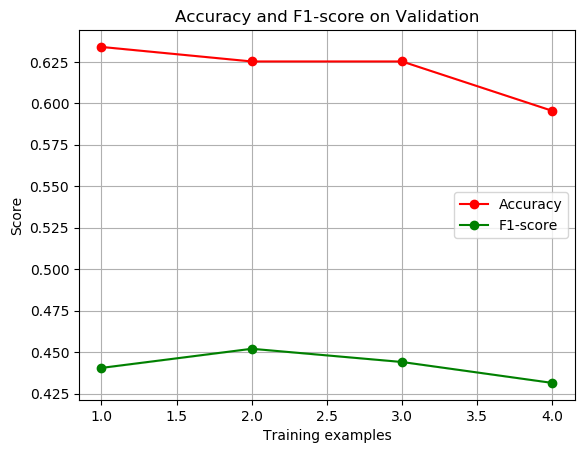 Accuracy and F1-score on Validation
0.625
0.600
0.575
0.550
0.525
0.500
0.475
0.450
0.425
Score
Accuracy
F1-score
1.0 1.5 2.0 2.5 3.0 3.5 4.0
Training examples